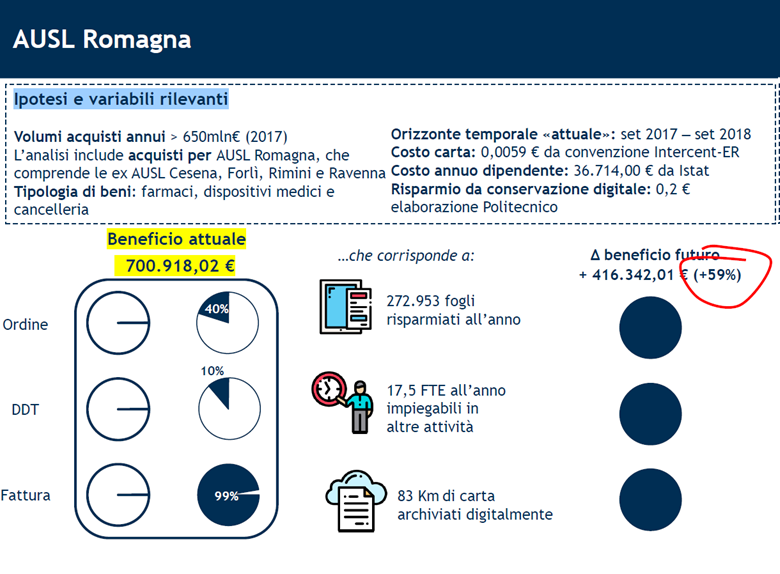 AUSL Romagna
Ipotesi e variabili rilevanti
Volumi acquisti annui > 650mln€ (2017)
L'analisi include acquisti per AUSL Romagna, che
comprende le ex AUSL Cesena, Forlì, Rimini e Ravenna
Tipologia di beni: farmaci, dispositivi medici e
cancelleria
Orizzonte temporale «attuale»: set 2017 – set 2018
Costo carta: 0,0059 € da convenzione Intercent-ER
Costo annuo dipendente: 36.714,00 € da Istat
Risparmio da conservazione digitale: 0,2 €
elaborazione Politecnico
Beneficio attuale
700.918,02 €
…che corrisponde a:
Δ beneficio futuro
+ 416.342,01 € (+59%)
Ordine
40%
272.953 fogli
risparmiati all'anno
DDT
10%
17,5 FTE all'anno
impiegabili in
altre attività
Fattura
99%
83 Km di carta
archiviati digitalmente